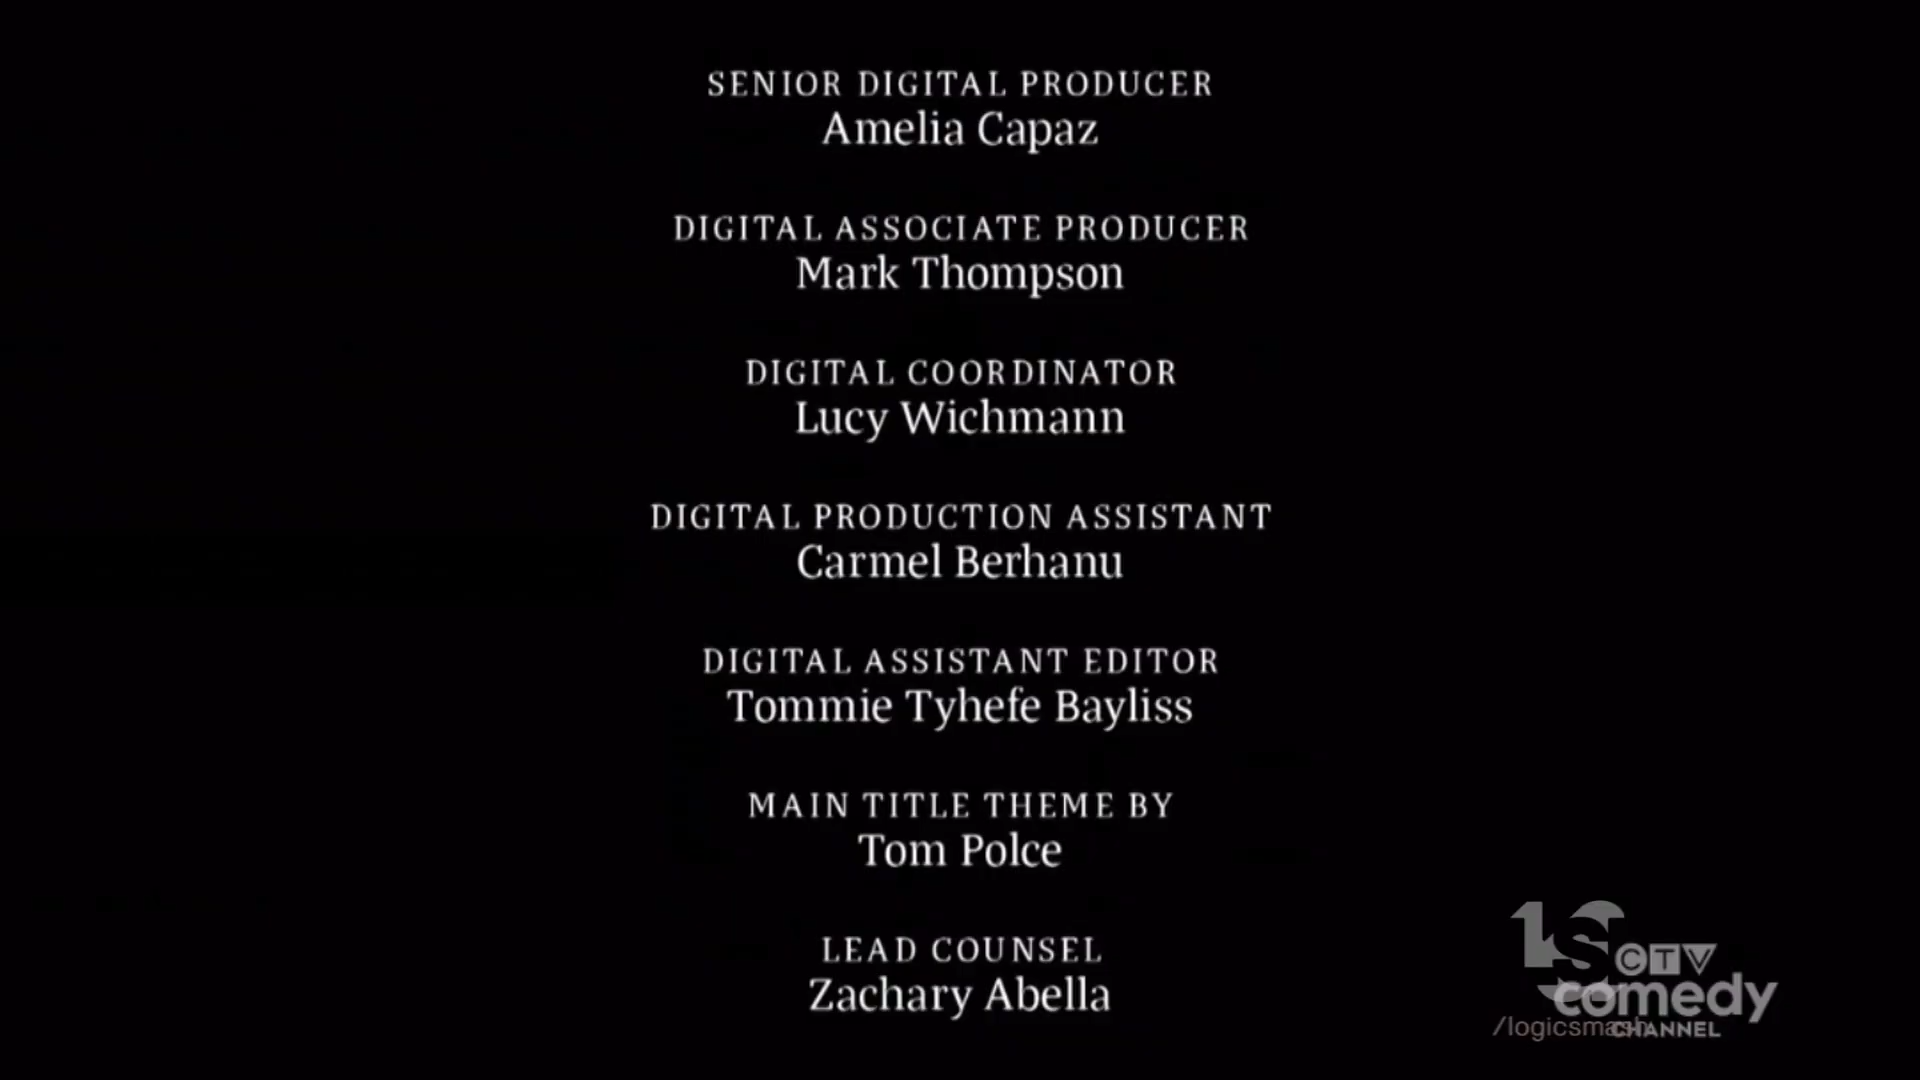 SENIOR DIGITAL PRODUCER
Amelia Capaz
DIGITAL ASSOCIATE PRODUCER
Mark Thompson
DIGITAL COORDINATOR
Lucy Wichmann
DIGITAL PRODUCTION ASSISTANT
Carmel Berhanu
DIGITAL ASSISTANT EDITOR
Tommie Tyhefe Bayliss
MAIN TITLE THEME BY
Tom Polce
LEAD COUNSEL
Zachary Abella
LS
CTV
comedy
CHANNEL
/logicsmash